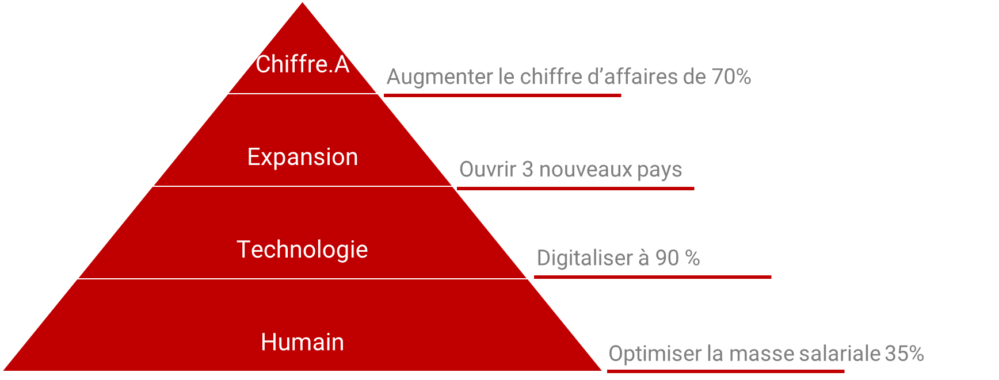 Chiffre.A
Augmenter le chiffre d’affaires de 70%
Expansion
Ouvrir 3 nouveaux pays
Technologie
Digitaliser à 90 %
Humain
Optimiser la masse salariale 35%